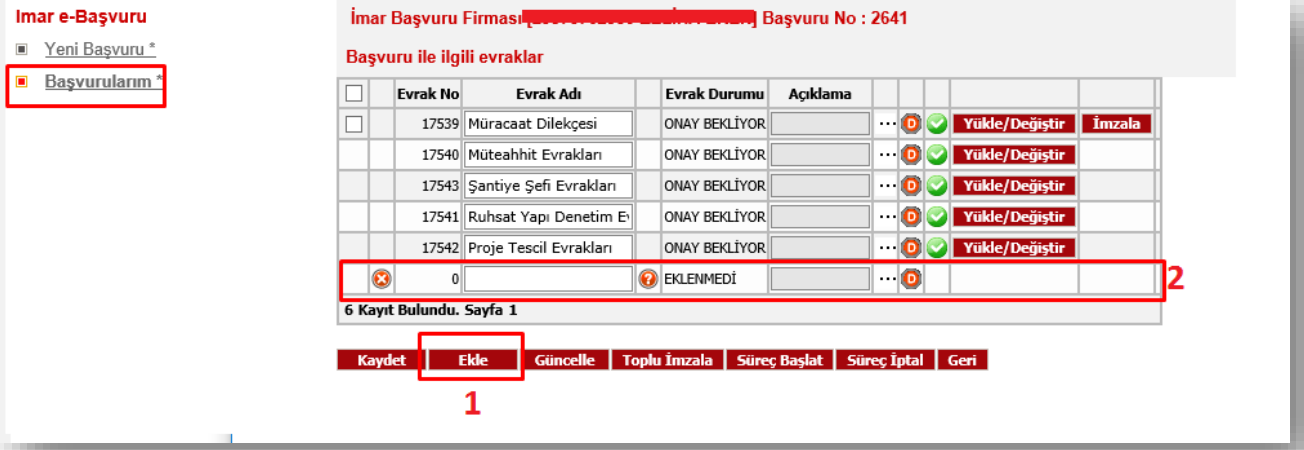 Imar e-Başvuru
Yeni Başvuru *
Başvurularım *
İmar Başvuru Firması Başvuru No : 2641
Başvuru ile ilgili evraklar
Evrak No Evrak Adı Evrak Durumu Açıklama
17539 Müracaat Dilekçesi ONAY BEKLİYOR ... D Yükle/Değiştir İmzala
17540 Müteahhit Evrakları ONAY BEKLİYOR ... D Yükle/Değiştir
17543 Şantiye Şefi Evrakları ONAY BEKLİYOR ... D Yükle/Değiştir
17541 Ruhsat Yapı Denetim Ev ONAY BEKLİYOR ... D Yükle/Değiştir
17542 Proje Tescil Evrakları ONAY BEKLİYOR ... D Yükle/Değiştir
0 ? EKLENMEDİ ... D
2
6 Kayıt Bulundu. Sayfa 1
Kaydet Ekle Güncelle Toplu İmzala Süreç Başlat Süreç İptal Geri
1